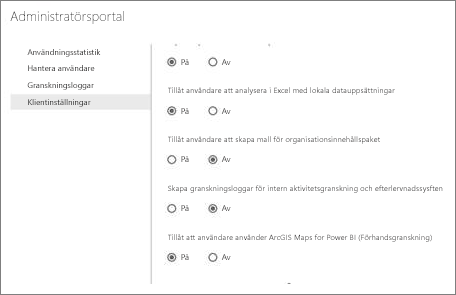 Administratörsportal
Användningsstatistik
Hantera användare
Granskningsloggar
Klientinställningar
På Av
Tillåt användare att analysera i Excel med lokala datauppsättningar
På Av
Tillåt användare att skapa mall för organisationsinnehållspaket
På Av
Skapa granskningsloggar för intern aktivitetsgranskning och efterlervnadssysften
På Av
Tillåt att användare använder ArcGIS Maps for Power BI (Förhandsgranskning)
På Av